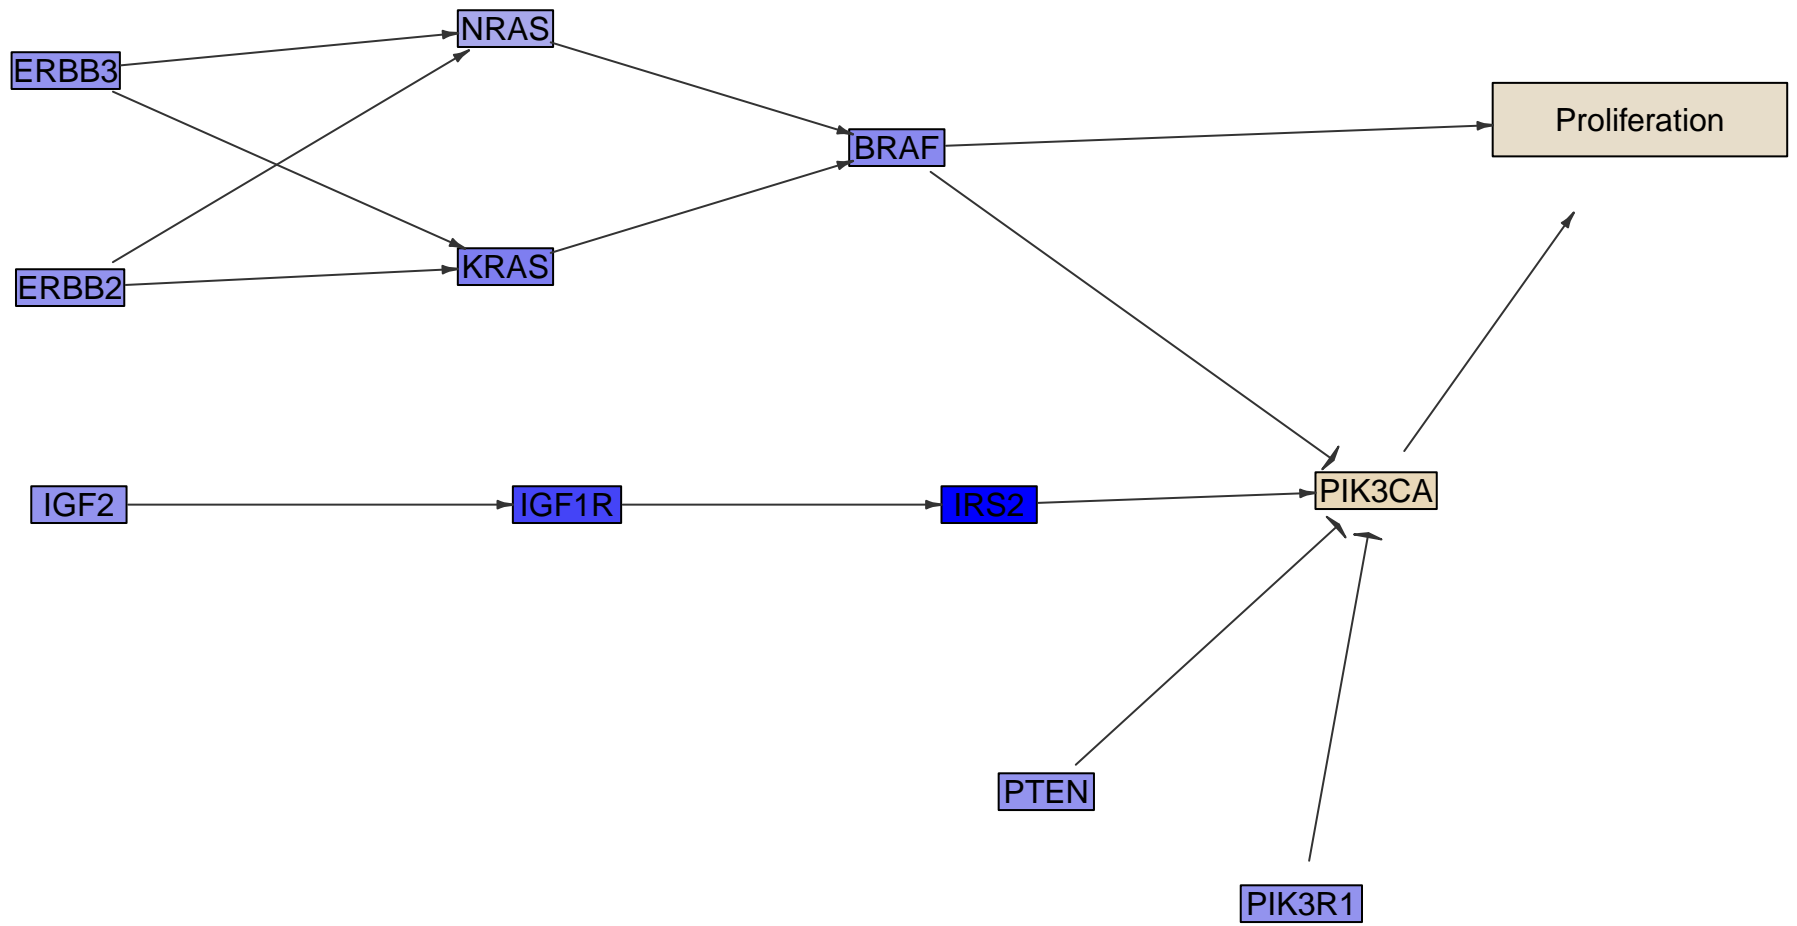 NRAS
ERBB3
Proliferation
BRAF
KRAS
ERBB2
PIK3CA
IGF2
IGF1R
IRS2
PTEN
PIK3R1